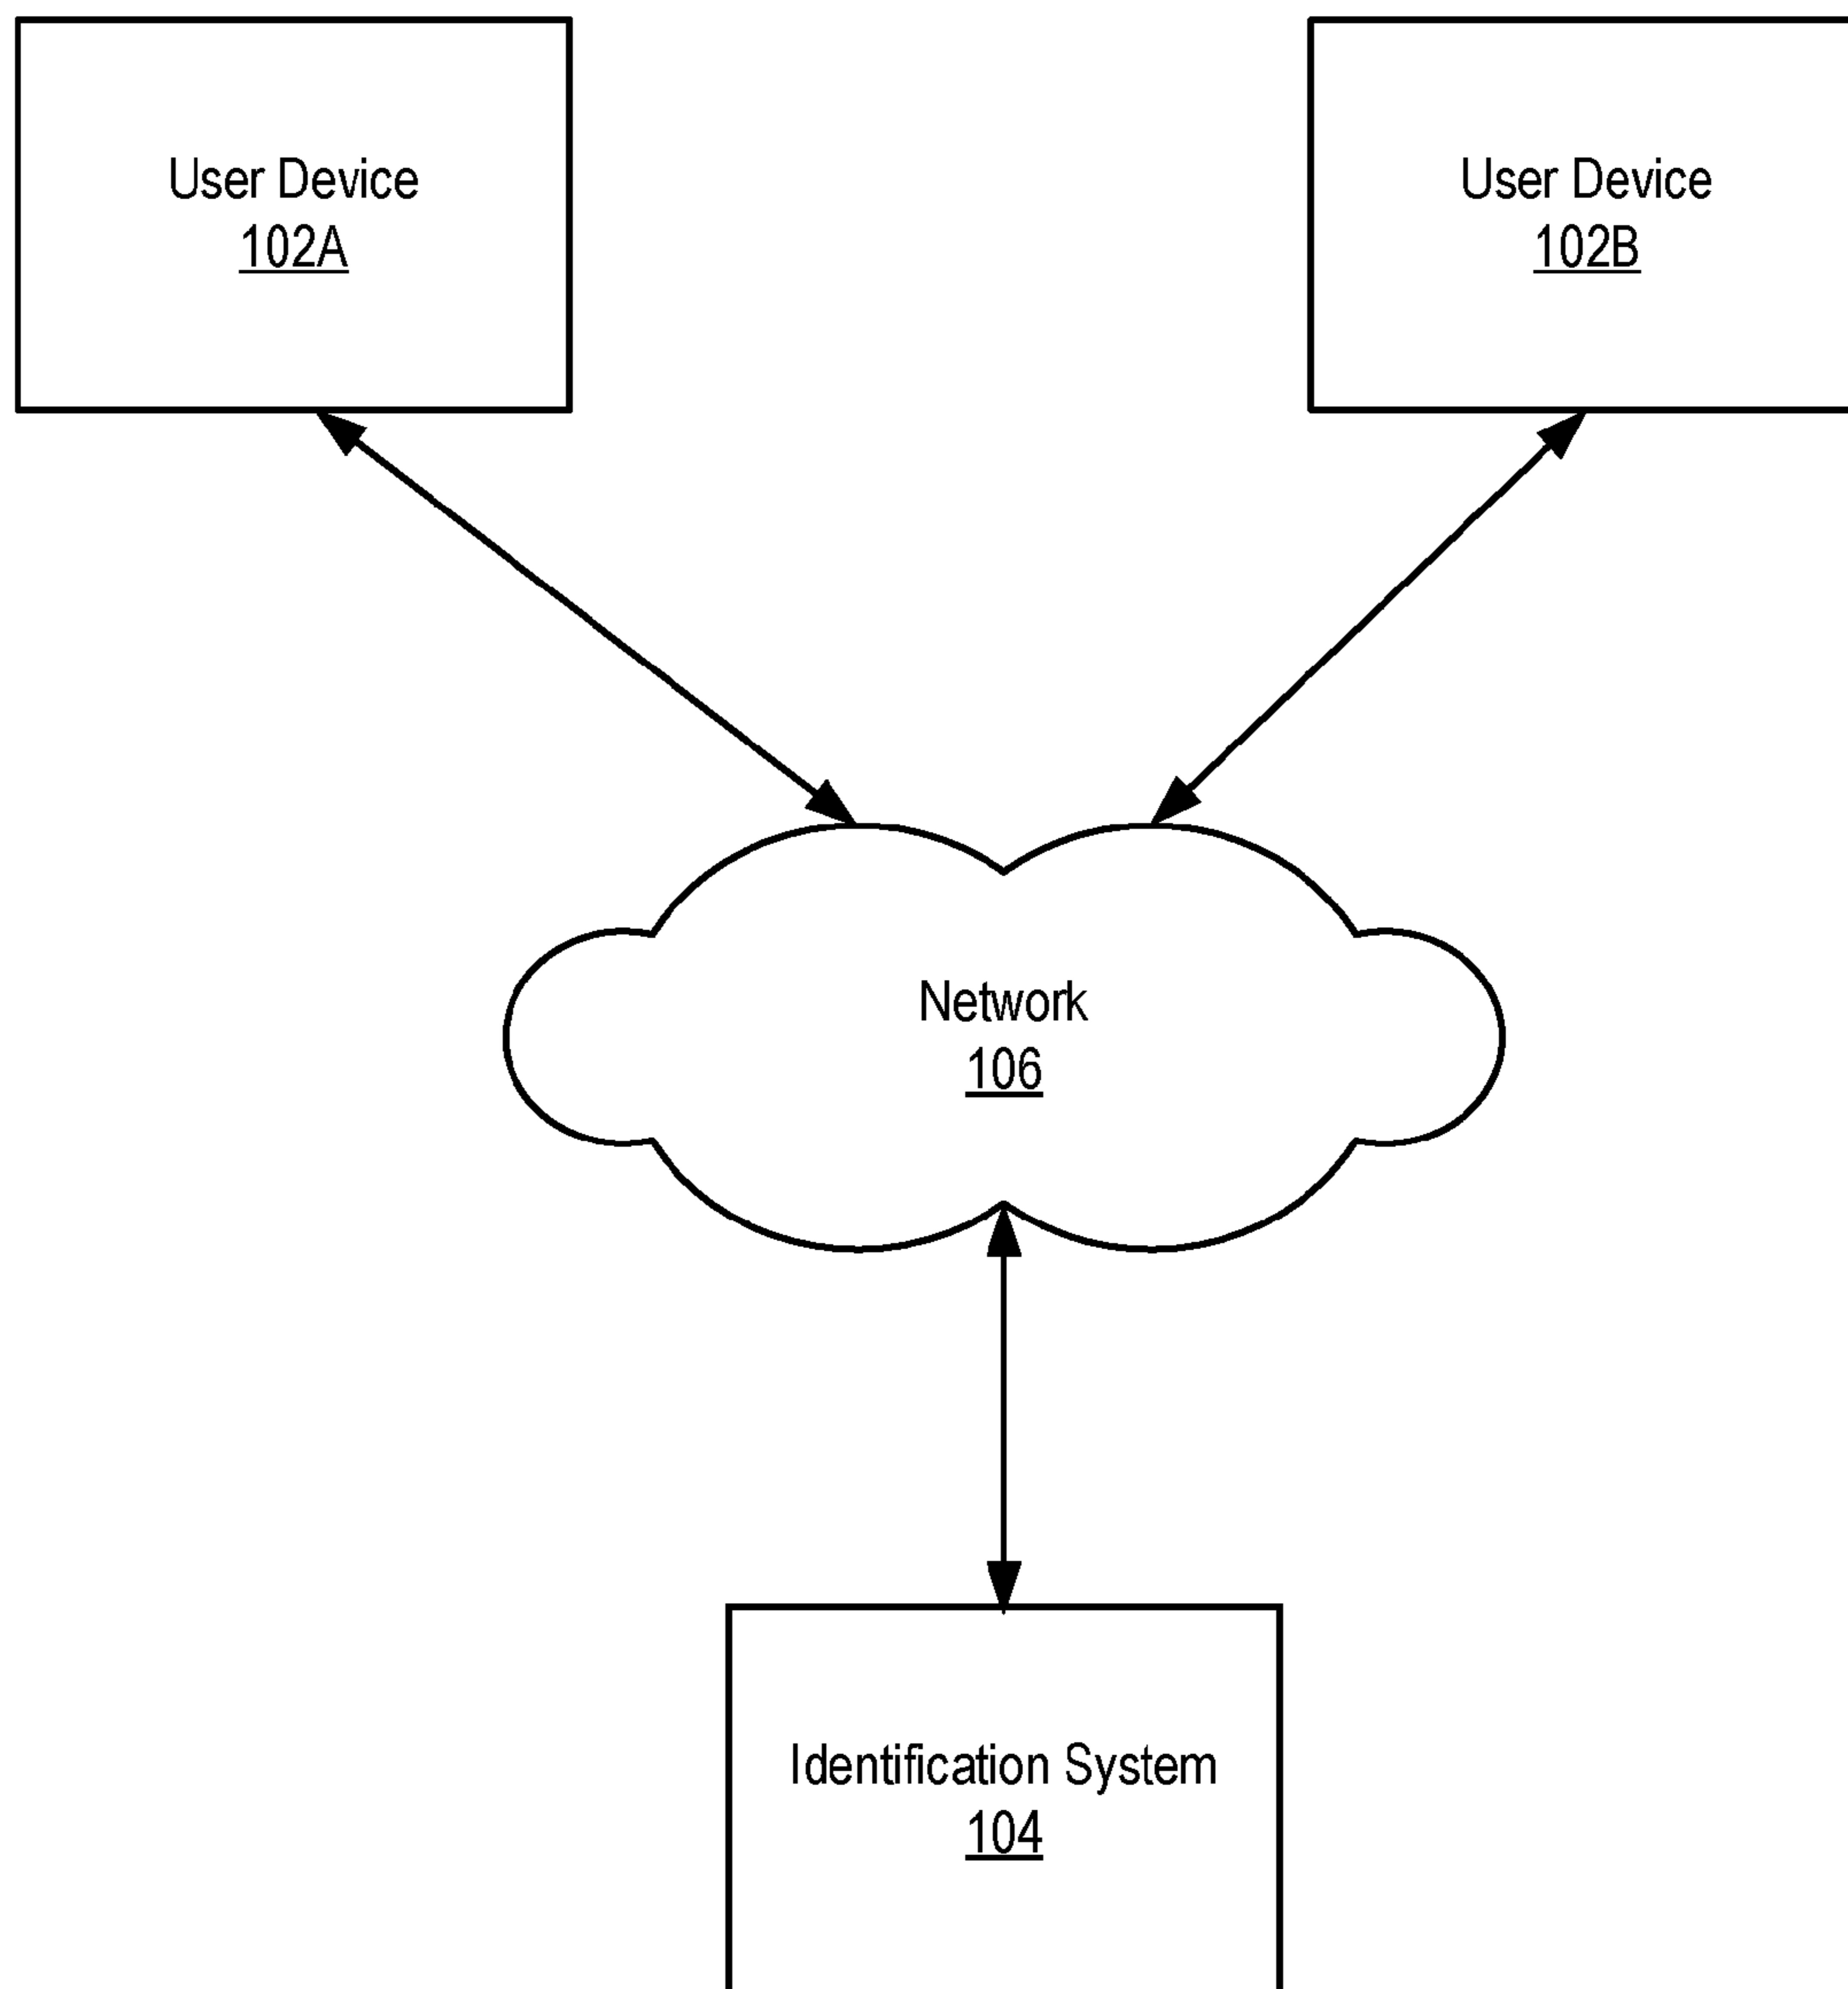 User Device
102A
User Device
102B
Network
106
Identification System
104